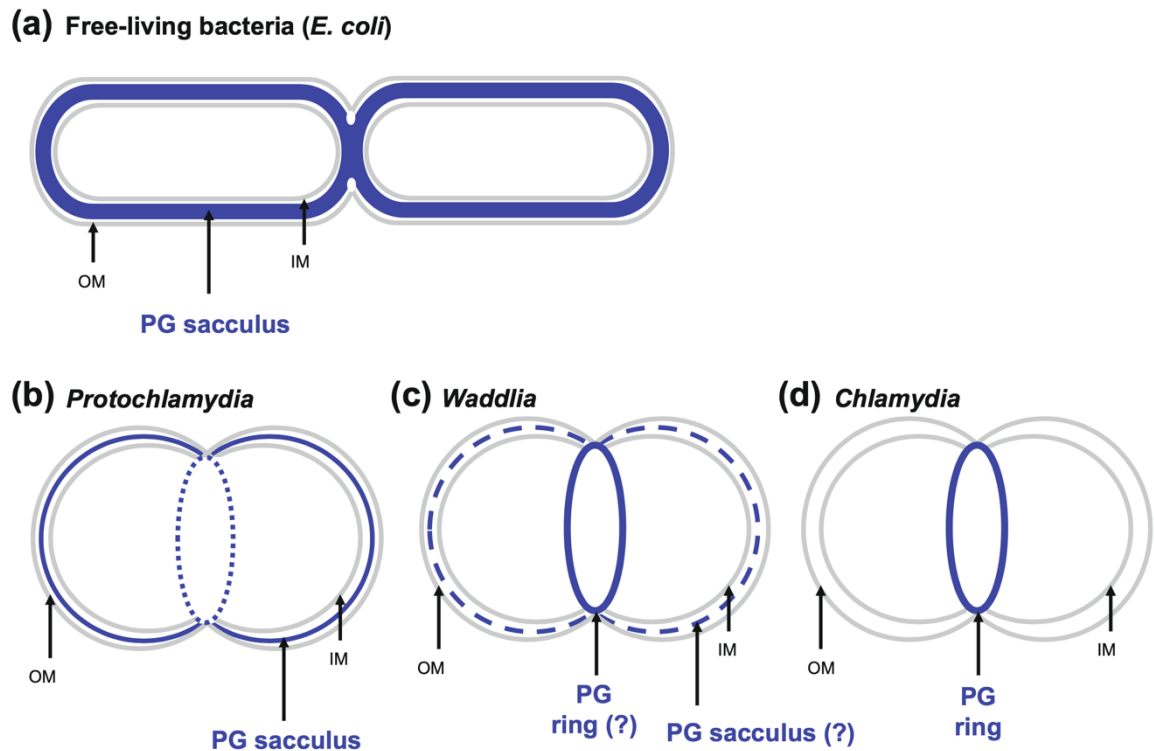 (a) Free-living bacteria (E. coli)
OM
IM
PG sacculus
(b) Protochlamydia
OM
IM
PG sacculus
(c) Waddlia
OM
IM
PG
ring (?)
PG sacculus (?)
(d) Chlamydia
OM
IM
PG
ring